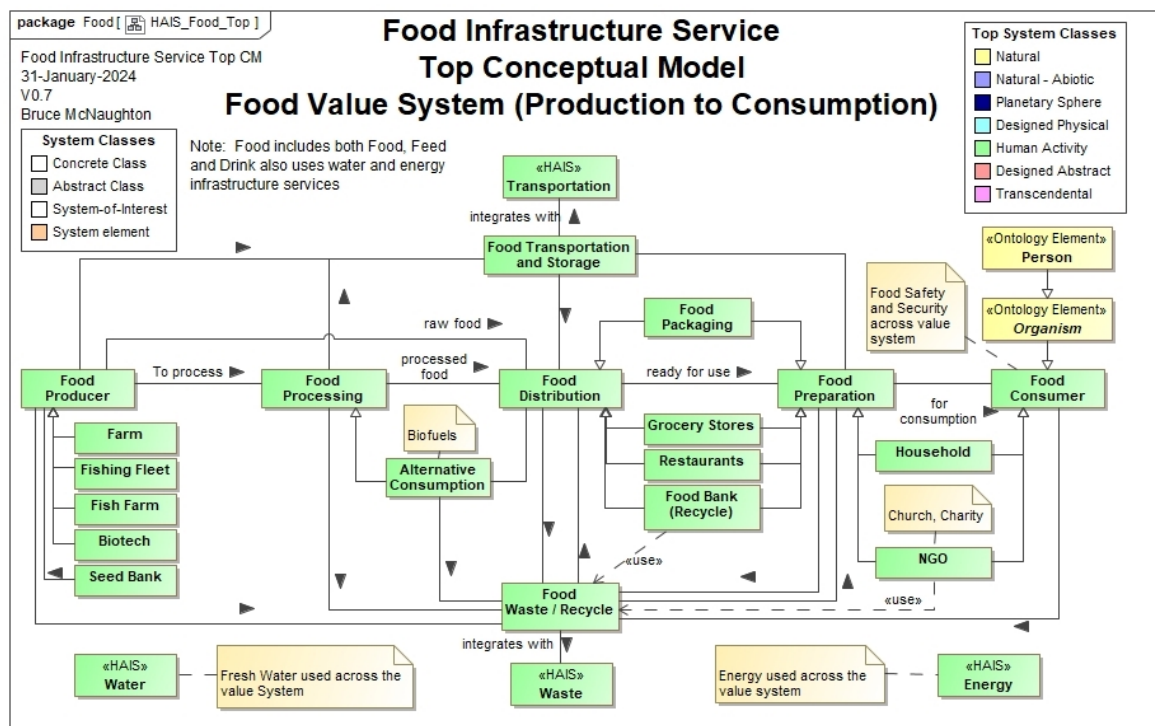 package Food [ HAIS_Food_Top ]
Food Infrastructure Service
Top Conceptual Model
Food Value System (Production to Consumption)
Food Infrastructure Service Top CM
31-January-2024
V0.7
Bruce McNaughton
System Classes
Concrete Class
Abstract Class
System-of-Interest
System element
Note: Food includes both Food, Feed
and Drink also uses water and energy
infrastructure services
Top System Classes
Natural
Natural - Abiotic
Planetary Sphere
Designed Physical
Human Activity
Designed Abstract
Transcendental
«HAIS»
Transportation
integrates with
Food Transportation
and Storage
«Ontology Element»
Person
Food Safety
and Security
across value
system
«Ontology Element»
Organism
Food
Packaging
raw food
Food
Producer
To process
Food
Processing
processed
food
Food
Distribution
ready for use
Food
Preparation
for
consumption
Food
Consumer
Farm
Fishing Fleet
Fish Farm
Biotech
Seed Bank
Biofuels
Alternative
Consumption
Grocery Stores
Restaurants
Food Bank
(Recycle)
Household
Church, Charity
NGO
«use»
«use»
Food
Waste / Recycle
integrates with
«HAIS»
Waste
«HAIS»
Water
Fresh Water used across the
value System
Energy used across the
value system
«HAIS»
Energy